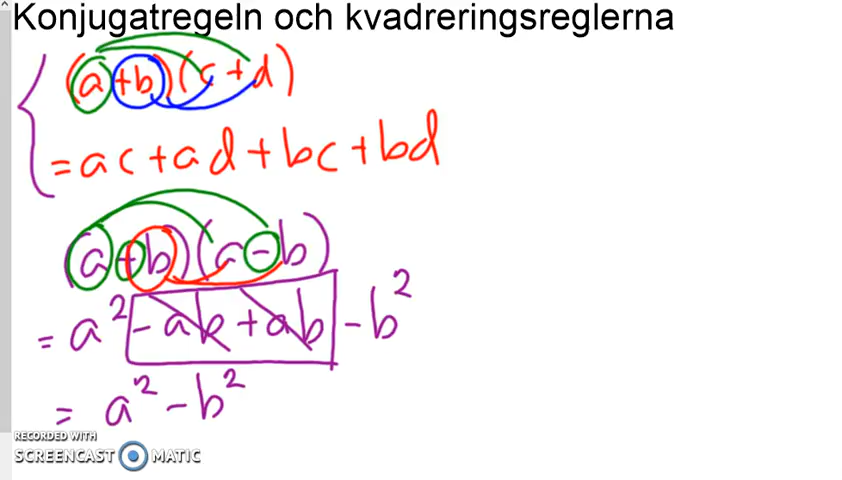 Konjugatregeln och kvadreringsreglerna
(a+b)(c+d)
=ac+ad+bc+bd
(a+b)(a-b)
= a² -ab+ab -b²
= a² -b²
RECORDED WITH
SCREENCAST MATIC